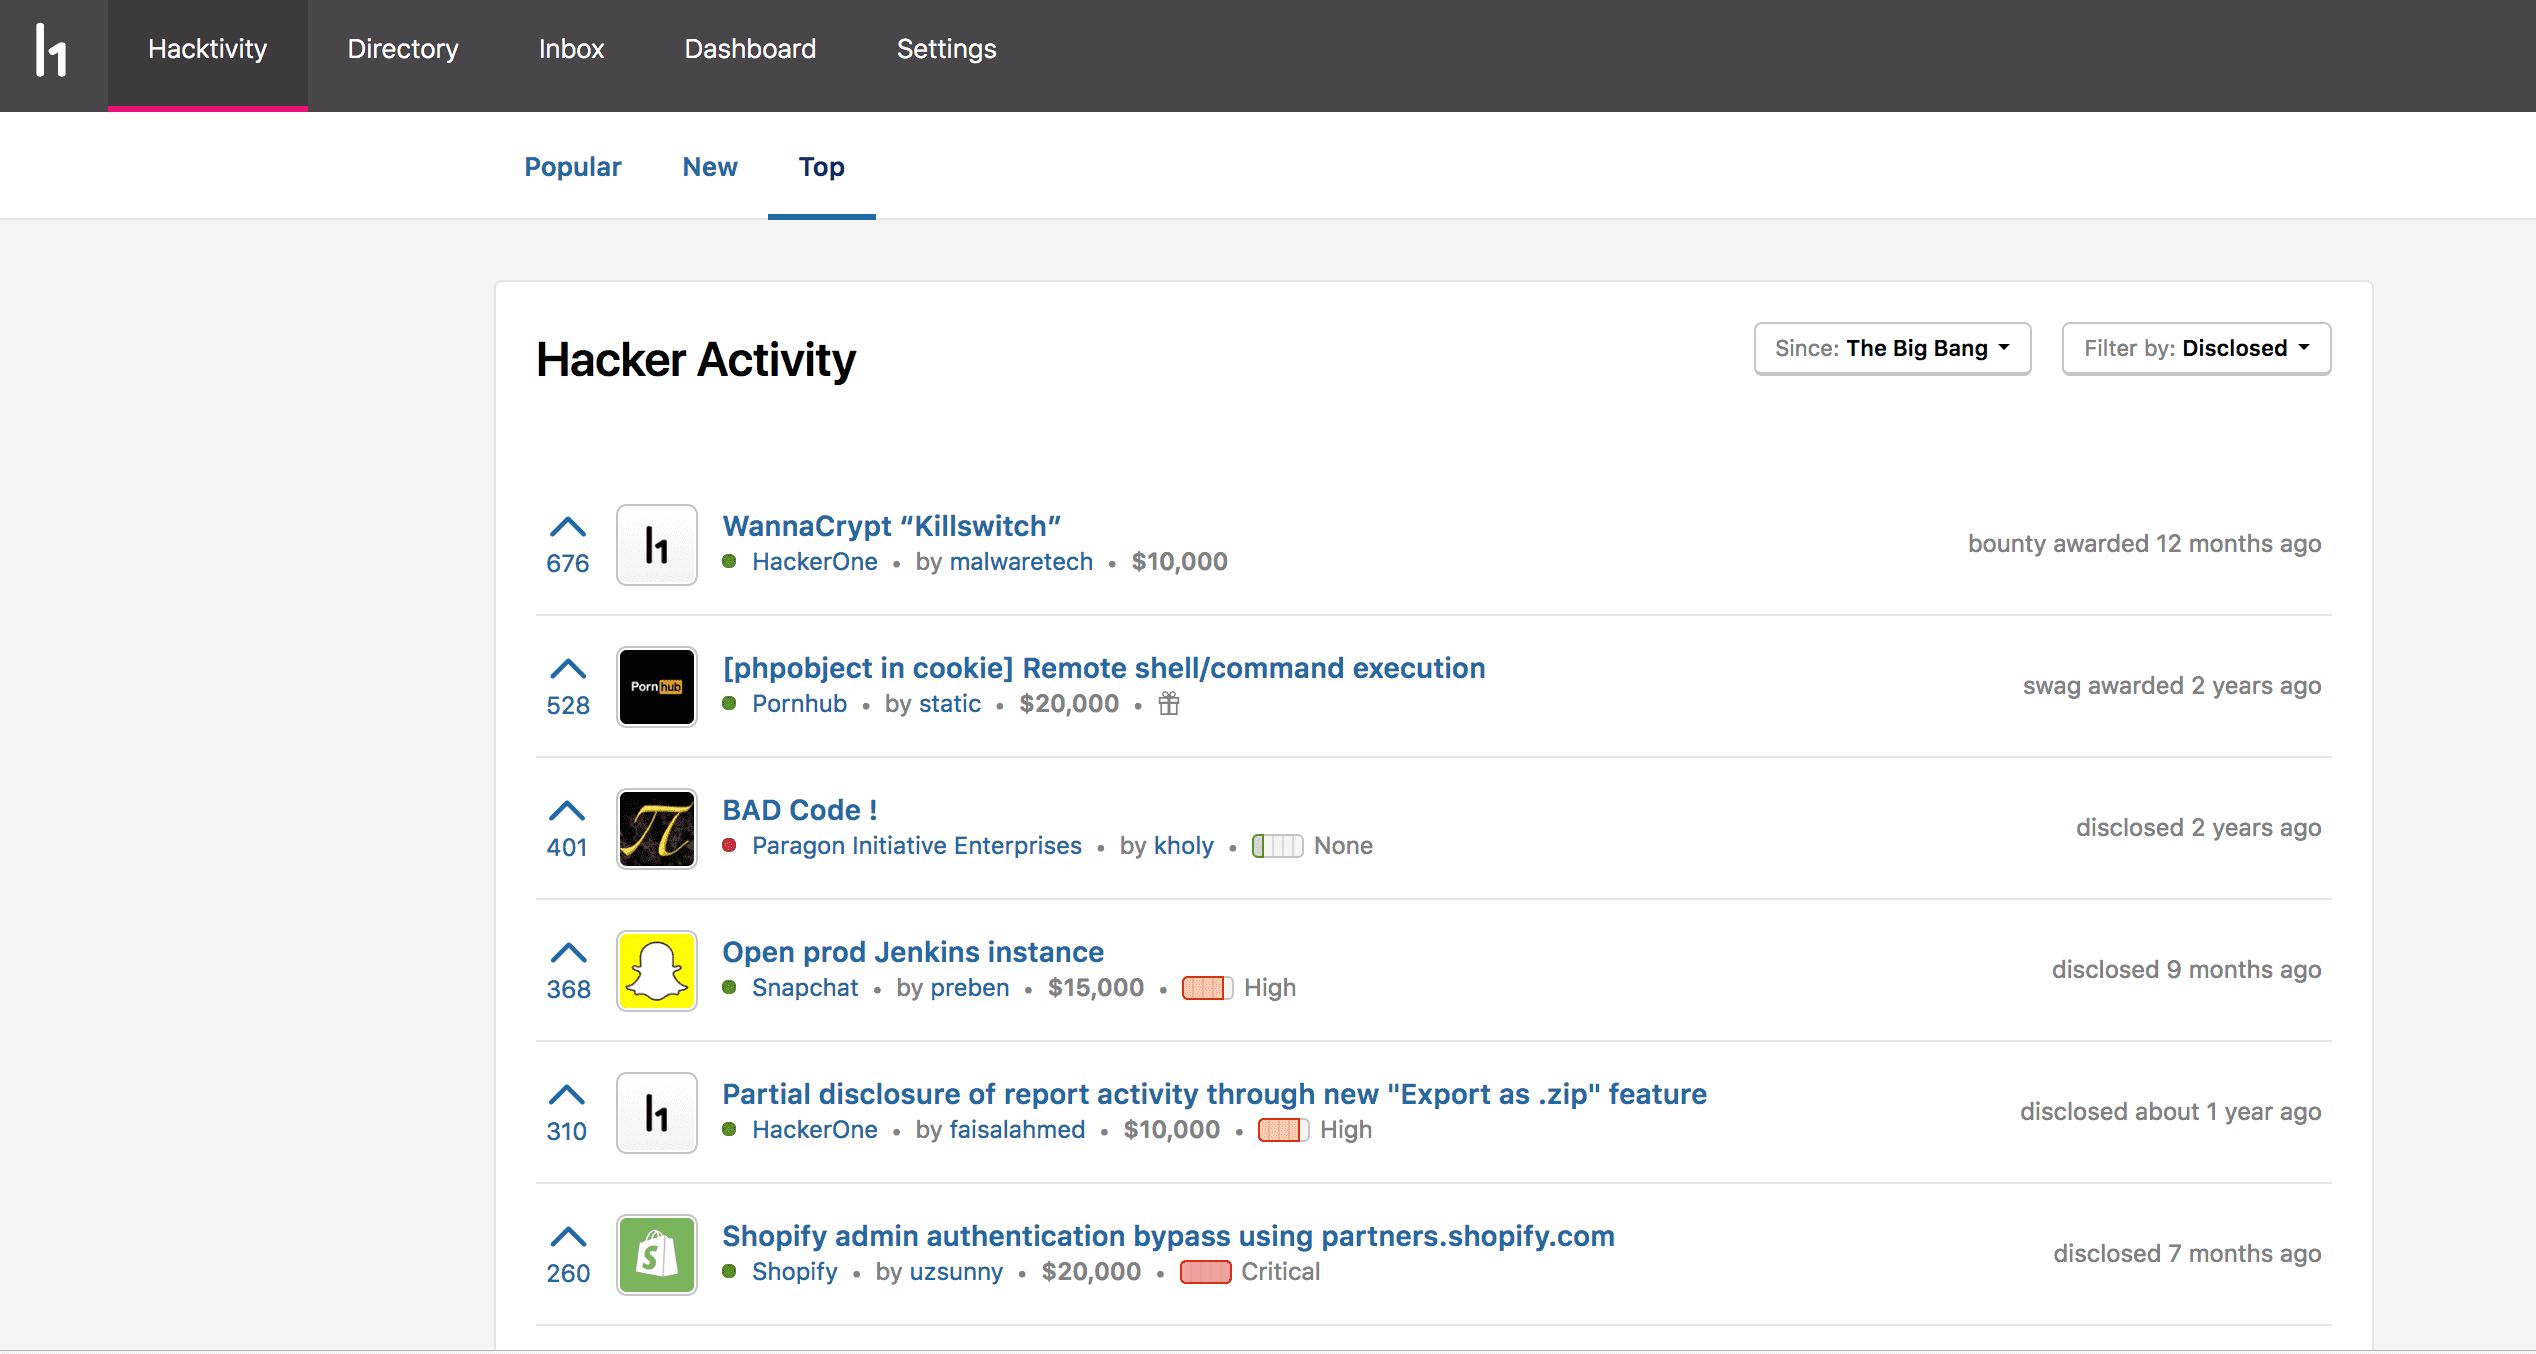 h1 Hacktivity Directory Inbox Dashboard Settings
Popular New Top
Hacker Activity
Since: The Big Bang Filter by: Disclosed
676
h1
WannaCrypt “Killswitch”
HackerOne • by malwaretech • $10,000
bounty awarded 12 months ago
528
Pornhub
[phpobject in cookie] Remote shell/command execution
Pornhub • by static • $20,000 •
swag awarded 2 years ago
401
π
BAD Code !
Paragon Initiative Enterprises • by kholy • None
disclosed 2 years ago
368
Open prod Jenkins instance
Snapchat • by preben • $15,000 • High
disclosed 9 months ago
310
h1
Partial disclosure of report activity through new "Export as .zip" feature
HackerOne • by faisalahmed • $10,000 • High
disclosed about 1 year ago
260
S
Shopify admin authentication bypass using partners.shopify.com
Shopify • by uzsunny • $20,000 • Critical
disclosed 7 months ago